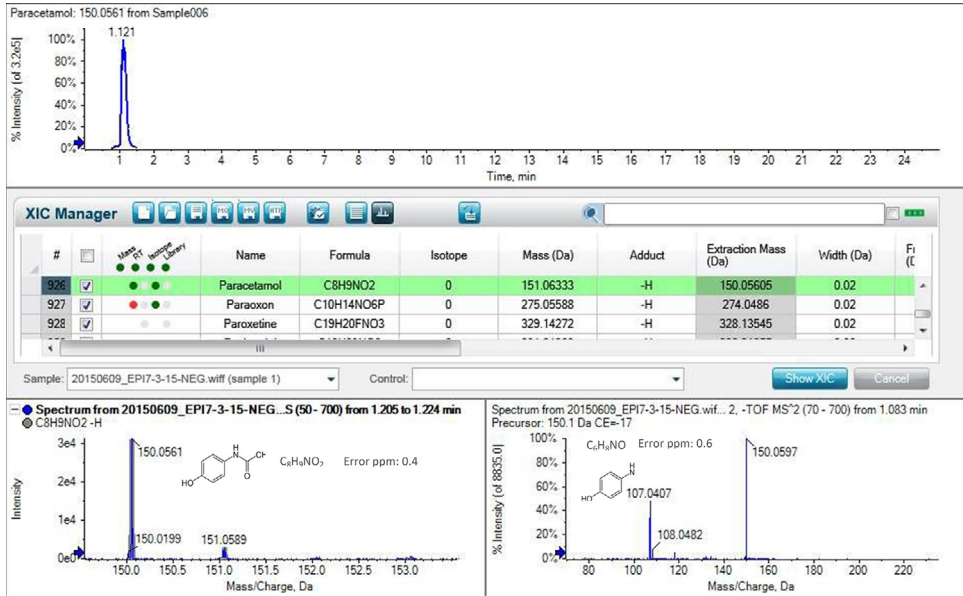 Paracetamol: 150.0561 from Sample006
% Intensity (of 3.2e5)
100%
80%
60%
40%
20%
0%
1.121
1 2 3 4 5 6 7 8 9 10 11 12 13 14 15 16 17 18 19 20 21 22 23 24
Time, min
XIC Manager
MQ MV RTF
# Mass RT Isotope Library Name Formula Isotope Mass (Da) Adduct Extraction Mass (Da) Width (Da)
926 Paracetamol C8H9NO2 0 151.06333 -H 150.05605 0.02
927 Paraoxon C10H14NO6P 0 275.05588 -H 274.0486 0.02
928 Paroxetine C19H20FNO3 0 329.14272 -H 328.13545 0.02
Sample: 20150609_EPI7-3-15-NEG.wiff (sample 1) Control: Show XIC Cancel
Spectrum from 20150609_EPI7-3-15-NEG...S (50 - 700) from 1.205 to 1.224 min
C8H9NO2 -H
Intensity
3e4
2e4
1e4
0e0
150.0561
150.0199
151.0589
HO
H
N
O
C₈H₉NO₂ Error ppm: 0.4
150.0 150.5 151.0 151.5 152.0 152.5 153.0
Mass/Charge, Da
Spectrum from 20150609_EPI7-3-15-NEG.wif... 2, -TOF MS^2 (70 - 700) from 1.083 min
Precursor: 150.1 Da CE=-17
% Intensity (of 8835.0)
100%
80%
60%
40%
20%
0%
Error ppm: 0.6
H
N
HO
150.0597
107.0407
108.0482
80 100 120 140 160 180 200 220
Mass/Charge, Da